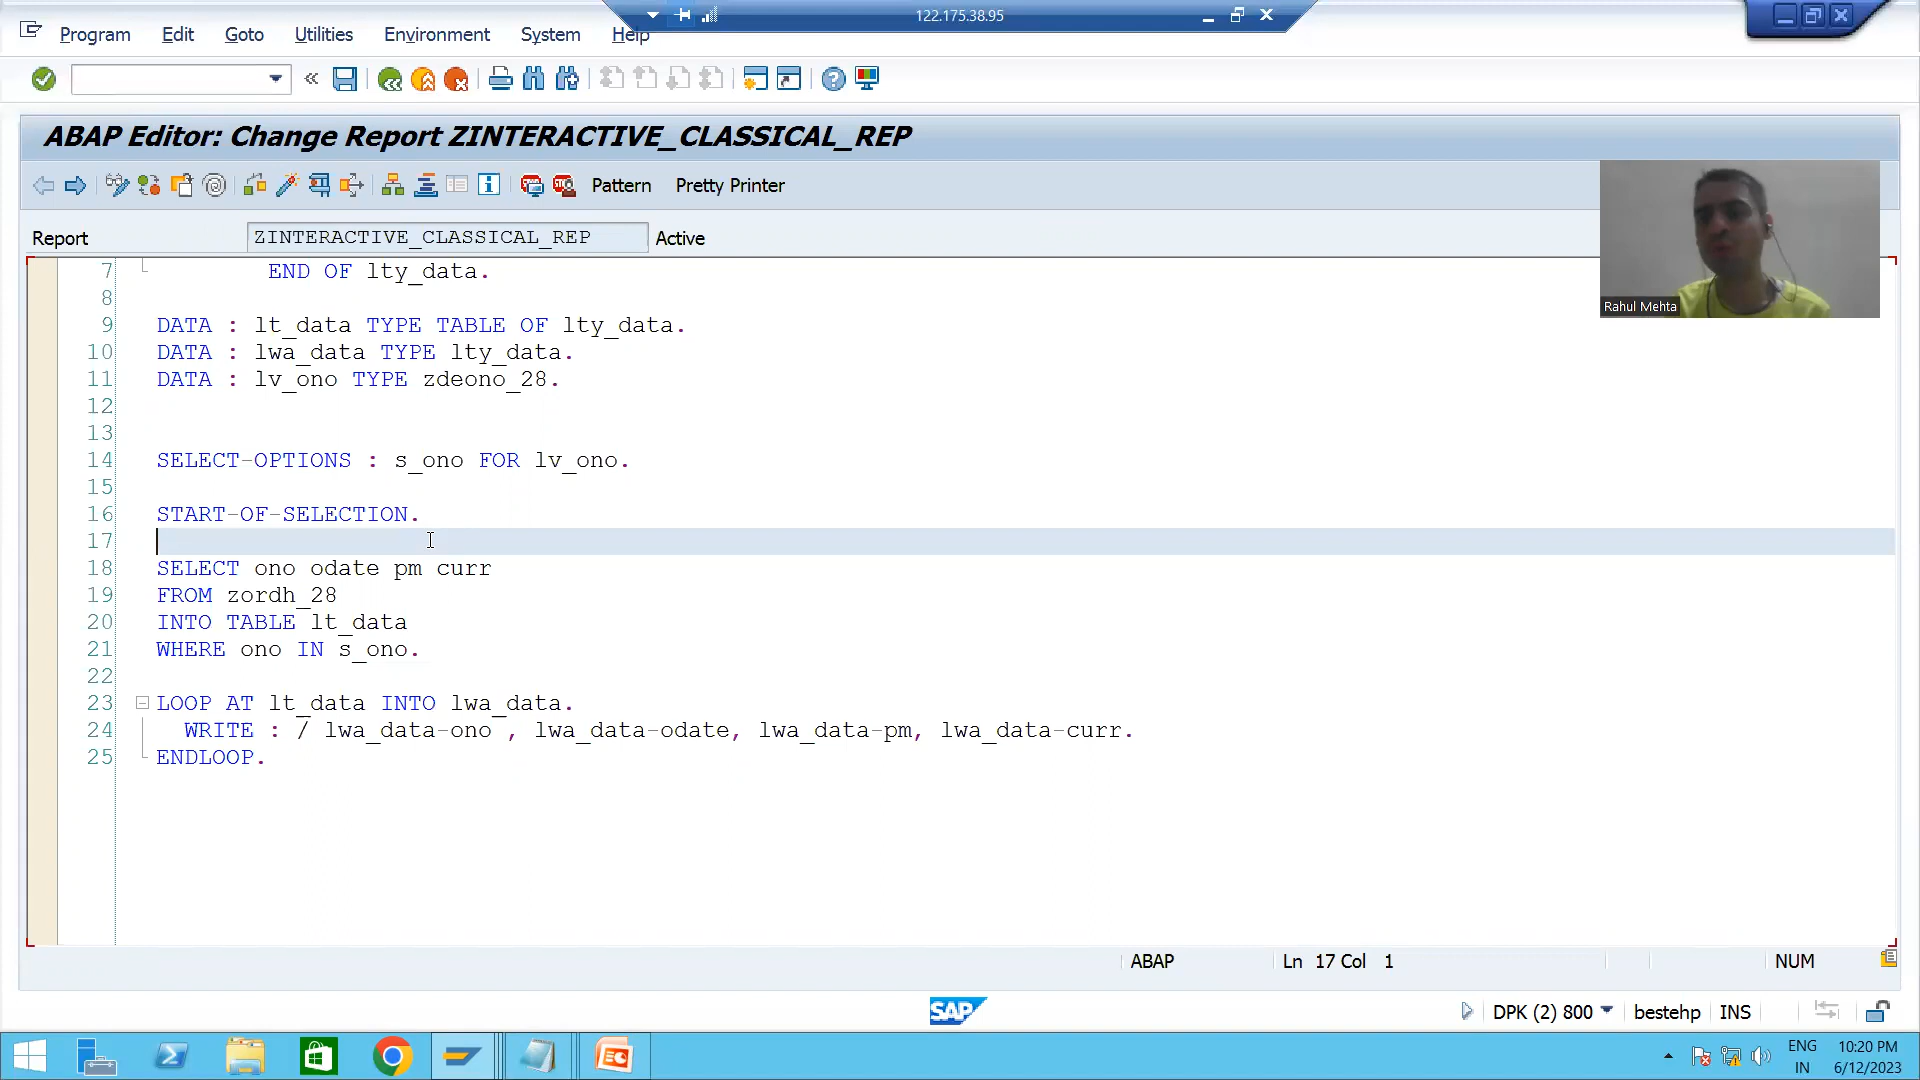 122.175.38.95
Program Edit Goto Utilities Environment System Help
ABAP Editor: Change Report ZINTERACTIVE_CLASSICAL_REP
Pattern Pretty Printer
Report ZINTERACTIVE_CLASSICAL_REP Active
Rahul Mehta
7 END OF lty_data.
8
9 DATA : lt_data TYPE TABLE OF lty_data.
10 DATA : lwa_data TYPE lty_data.
11 DATA : lv_ono TYPE zdeono_28.
12
13
14 SELECT-OPTIONS : s_ono FOR lv_ono.
15
16 START-OF-SELECTION.
17
18 SELECT ono odate pm curr
19 FROM zordh_28
20 INTO TABLE lt_data
21 WHERE ono IN s_ono.
22
23 LOOP AT lt_data INTO lwa_data.
24 WRITE : / lwa_data-ono , lwa_data-odate, lwa_data-pm, lwa_data-curr.
25 ENDLOOP.
ABAP Ln 17 Col 1 NUM
SAP DPK (2) 800 bestehp INS
ENG 10:20 PM
IN 6/12/2023